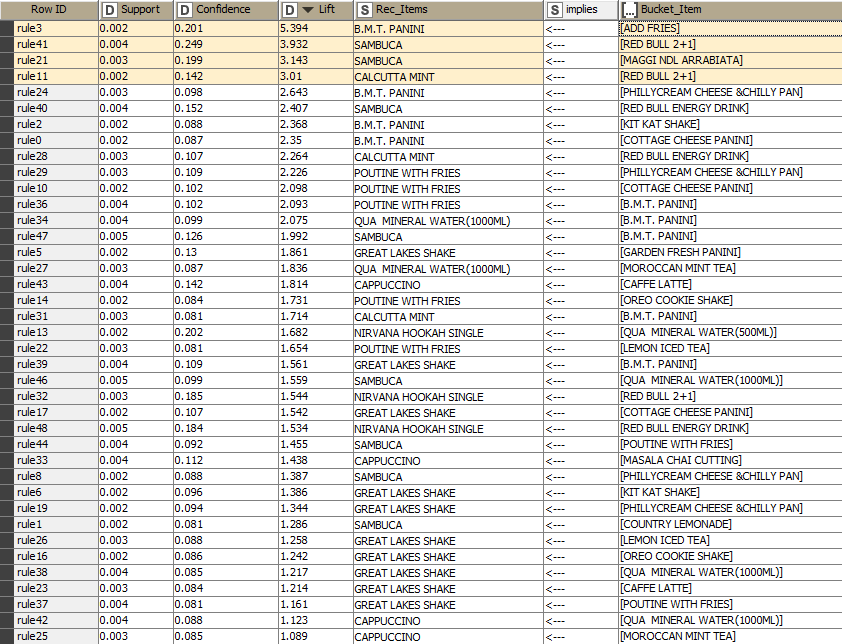 Row ID D Support D Confidence D Lift S Rec_Items S implies [...] Bucket_Item
rule3 0.002 0.201 5.394 B.M.T. PANINI <--- [ADD FRIES]
rule41 0.004 0.249 3.932 SAMBUCA <--- [RED BULL 2+1]
rule21 0.003 0.199 3.143 SAMBUCA <--- [MAGGI NDL ARRABIATA]
rule11 0.002 0.142 3.01 CALCUTTA MINT <--- [RED BULL 2+1]
rule24 0.003 0.098 2.643 B.M.T. PANINI <--- [PHILLYCREAM CHEESE &CHILLY PAN]
rule40 0.004 0.152 2.407 SAMBUCA <--- [RED BULL ENERGY DRINK]
rule2 0.002 0.088 2.368 B.M.T. PANINI <--- [KIT KAT SHAKE]
rule0 0.002 0.087 2.35 B.M.T. PANINI <--- [COTTAGE CHEESE PANINI]
rule28 0.003 0.107 2.264 CALCUTTA MINT <--- [RED BULL ENERGY DRINK]
rule29 0.003 0.109 2.226 POUTINE WITH FRIES <--- [PHILLYCREAM CHEESE &CHILLY PAN]
rule10 0.002 0.102 2.098 POUTINE WITH FRIES <--- [COTTAGE CHEESE PANINI]
rule36 0.004 0.102 2.093 POUTINE WITH FRIES <--- [B.M.T. PANINI]
rule34 0.004 0.099 2.075 QUA MINERAL WATER(1000ML) <--- [B.M.T. PANINI]
rule47 0.005 0.126 1.992 SAMBUCA <--- [B.M.T. PANINI]
rule5 0.002 0.13 1.861 GREAT LAKES SHAKE <--- [GARDEN FRESH PANINI]
rule27 0.003 0.087 1.836 QUA MINERAL WATER(1000ML) <--- [MOROCCAN MINT TEA]
rule43 0.004 0.142 1.814 CAPPUCCINO <--- [CAFFE LATTE]
rule14 0.002 0.084 1.731 POUTINE WITH FRIES <--- [OREO COOKIE SHAKE]
rule31 0.003 0.081 1.714 CALCUTTA MINT <--- [B.M.T. PANINI]
rule13 0.002 0.202 1.682 NIRVANA HOOKAH SINGLE <--- [QUA MINERAL WATER(500ML)]
rule22 0.003 0.081 1.654 POUTINE WITH FRIES <--- [LEMON ICED TEA]
rule39 0.004 0.109 1.561 GREAT LAKES SHAKE <--- [B.M.T. PANINI]
rule46 0.005 0.099 1.559 SAMBUCA <--- [QUA MINERAL WATER(1000ML)]
rule32 0.003 0.185 1.544 NIRVANA HOOKAH SINGLE <--- [RED BULL 2+1]
rule17 0.002 0.107 1.542 GREAT LAKES SHAKE <--- [COTTAGE CHEESE PANINI]
rule48 0.005 0.184 1.534 NIRVANA HOOKAH SINGLE <--- [RED BULL ENERGY DRINK]
rule44 0.004 0.092 1.455 SAMBUCA <--- [POUTINE WITH FRIES]
rule33 0.004 0.112 1.438 CAPPUCCINO <--- [MASALA CHAI CUTTING]
rule8 0.002 0.088 1.387 SAMBUCA <--- [PHILLYCREAM CHEESE &CHILLY PAN]
rule6 0.002 0.096 1.386 GREAT LAKES SHAKE <--- [KIT KAT SHAKE]
rule19 0.002 0.094 1.344 GREAT LAKES SHAKE <--- [PHILLYCREAM CHEESE &CHILLY PAN]
rule1 0.002 0.081 1.286 SAMBUCA <--- [COUNTRY LEMONADE]
rule26 0.003 0.088 1.258 GREAT LAKES SHAKE <--- [LEMON ICED TEA]
rule16 0.002 0.086 1.242 GREAT LAKES SHAKE <--- [OREO COOKIE SHAKE]
rule38 0.004 0.085 1.217 GREAT LAKES SHAKE <--- [QUA MINERAL WATER(1000ML)]
rule23 0.003 0.084 1.214 GREAT LAKES SHAKE <--- [CAFFE LATTE]
rule37 0.004 0.081 1.161 GREAT LAKES SHAKE <--- [POUTINE WITH FRIES]
rule42 0.004 0.088 1.123 CAPPUCCINO <--- [QUA MINERAL WATER(1000ML)]
rule25 0.003 0.085 1.089 CAPPUCCINO <--- [MOROCCAN MINT TEA]